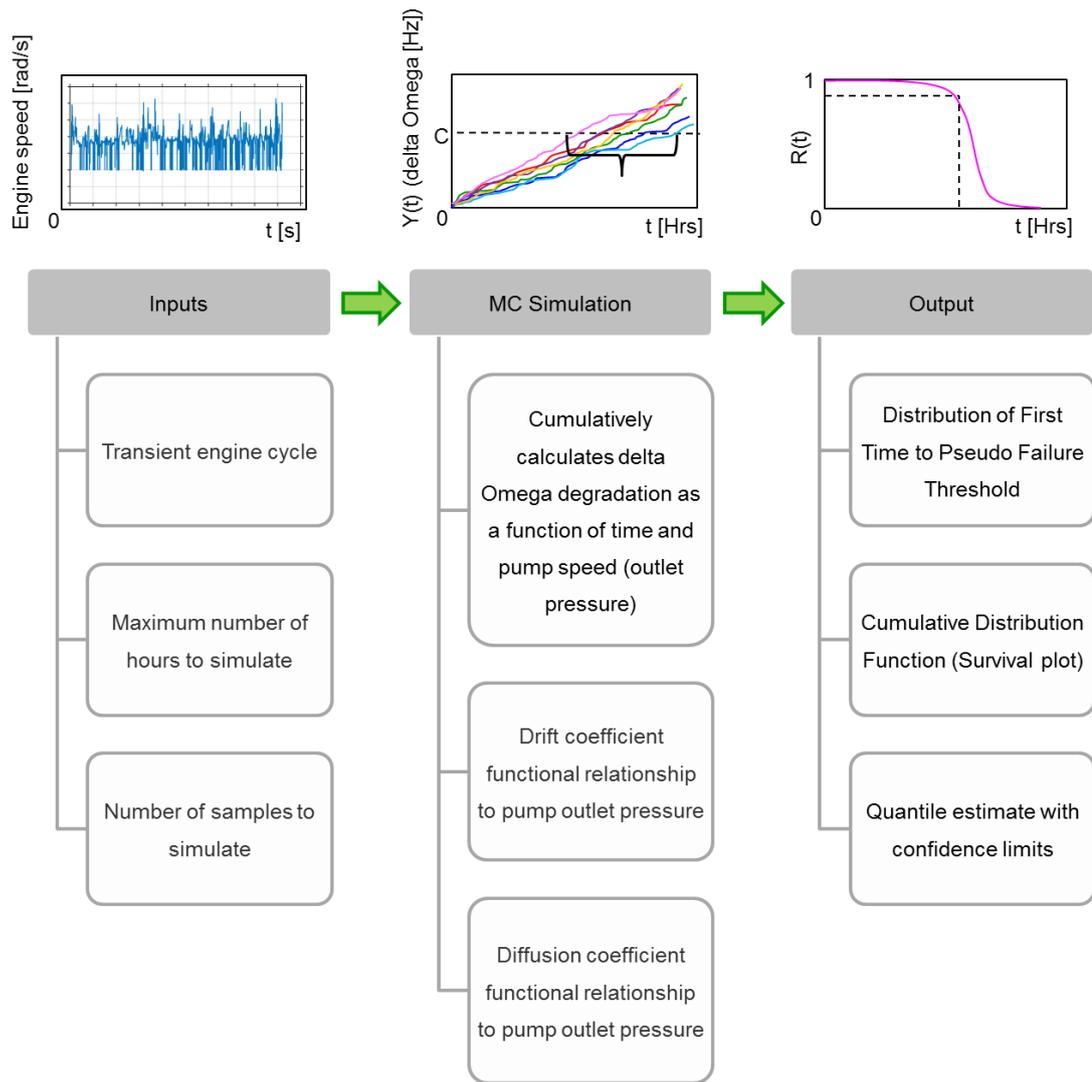 Engine speed [rad/s]
0
t [s]
Y(t) (delta Omega [Hz])
C
0
t [Hrs]
1
R(t)
0
t [Hrs]
Inputs
MC Simulation
Output
Transient engine cycle
Maximum number of
hours to simulate
Number of samples to
simulate
Cumulatively
calculates delta
Omega degradation as
a function of time and
pump speed (outlet
pressure)
Drift coefficient
functional relationship
to pump outlet pressure
Diffusion coefficient
functional relationship
to pump outlet pressure
Distribution of First
Time to Pseudo Failure
Threshold
Cumulative Distribution
Function (Survival plot)
Quantile estimate with
confidence limits